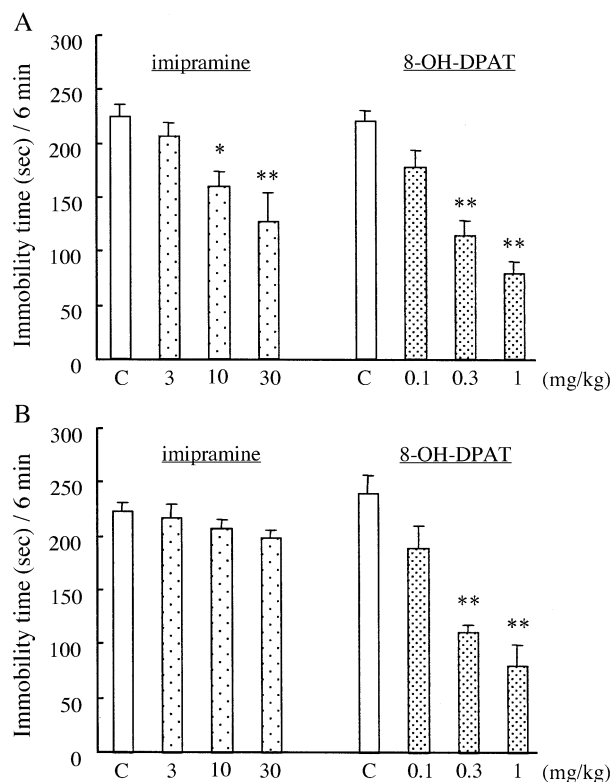 A
300
imipramine
8-OH-DPAT
250
200
150
100
50
0
*
**
**
**
Immobility time (sec) / 6 min
C 3 10 30 C 0.1 0.3 1 (mg/kg)
B
300
imipramine
8-OH-DPAT
250
200
150
100
50
0
**
**
Immobility time (sec) / 6 min
C 3 10 30 C 0.1 0.3 1 (mg/kg)